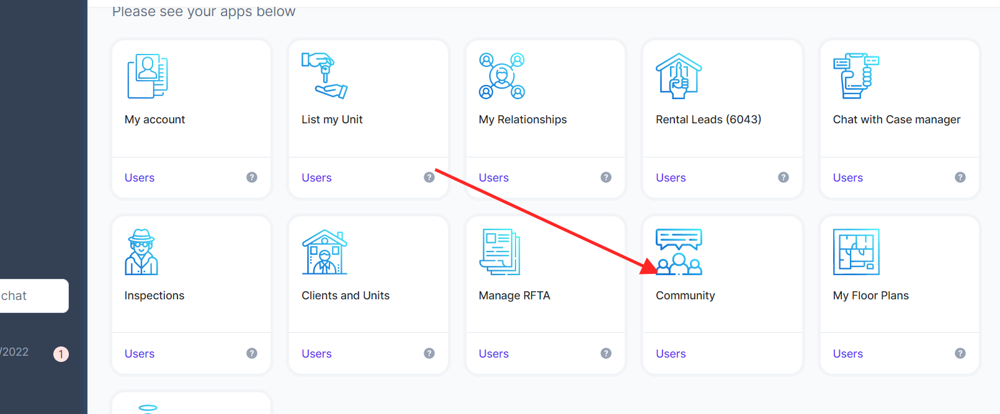 Please see your apps below
My account
List my Unit
My Relationships
Rental Leads (6043)
Chat with Case manager
Users ?
Users ?
Users ?
Users ?
Users ?
Inspections
Clients and Units
Manage RFTA
Community
My Floor Plans
Users ?
Users ?
Users ?
Users
Users ?
chat
/2022
1